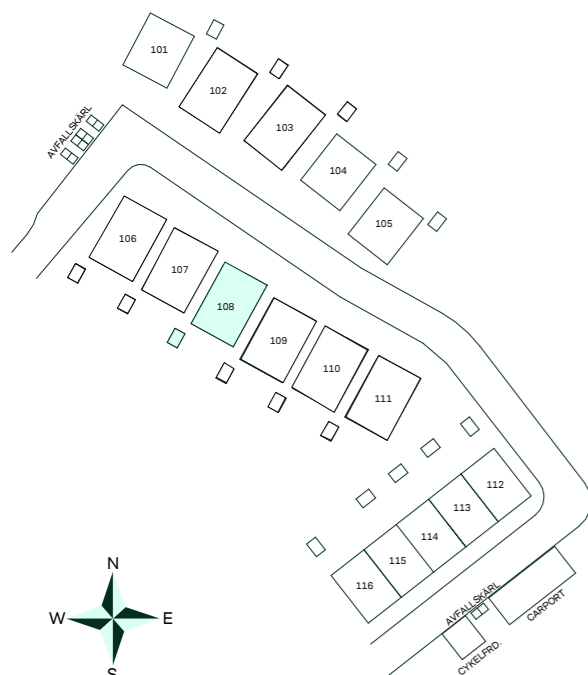 101
102
103
104
105
AVFALLSKÄRL
106
107
108
109
110
111
112
113
114
115
116
AVFALLSKÄRL
CARPORT
CYKELFRD.
N
W
E
S